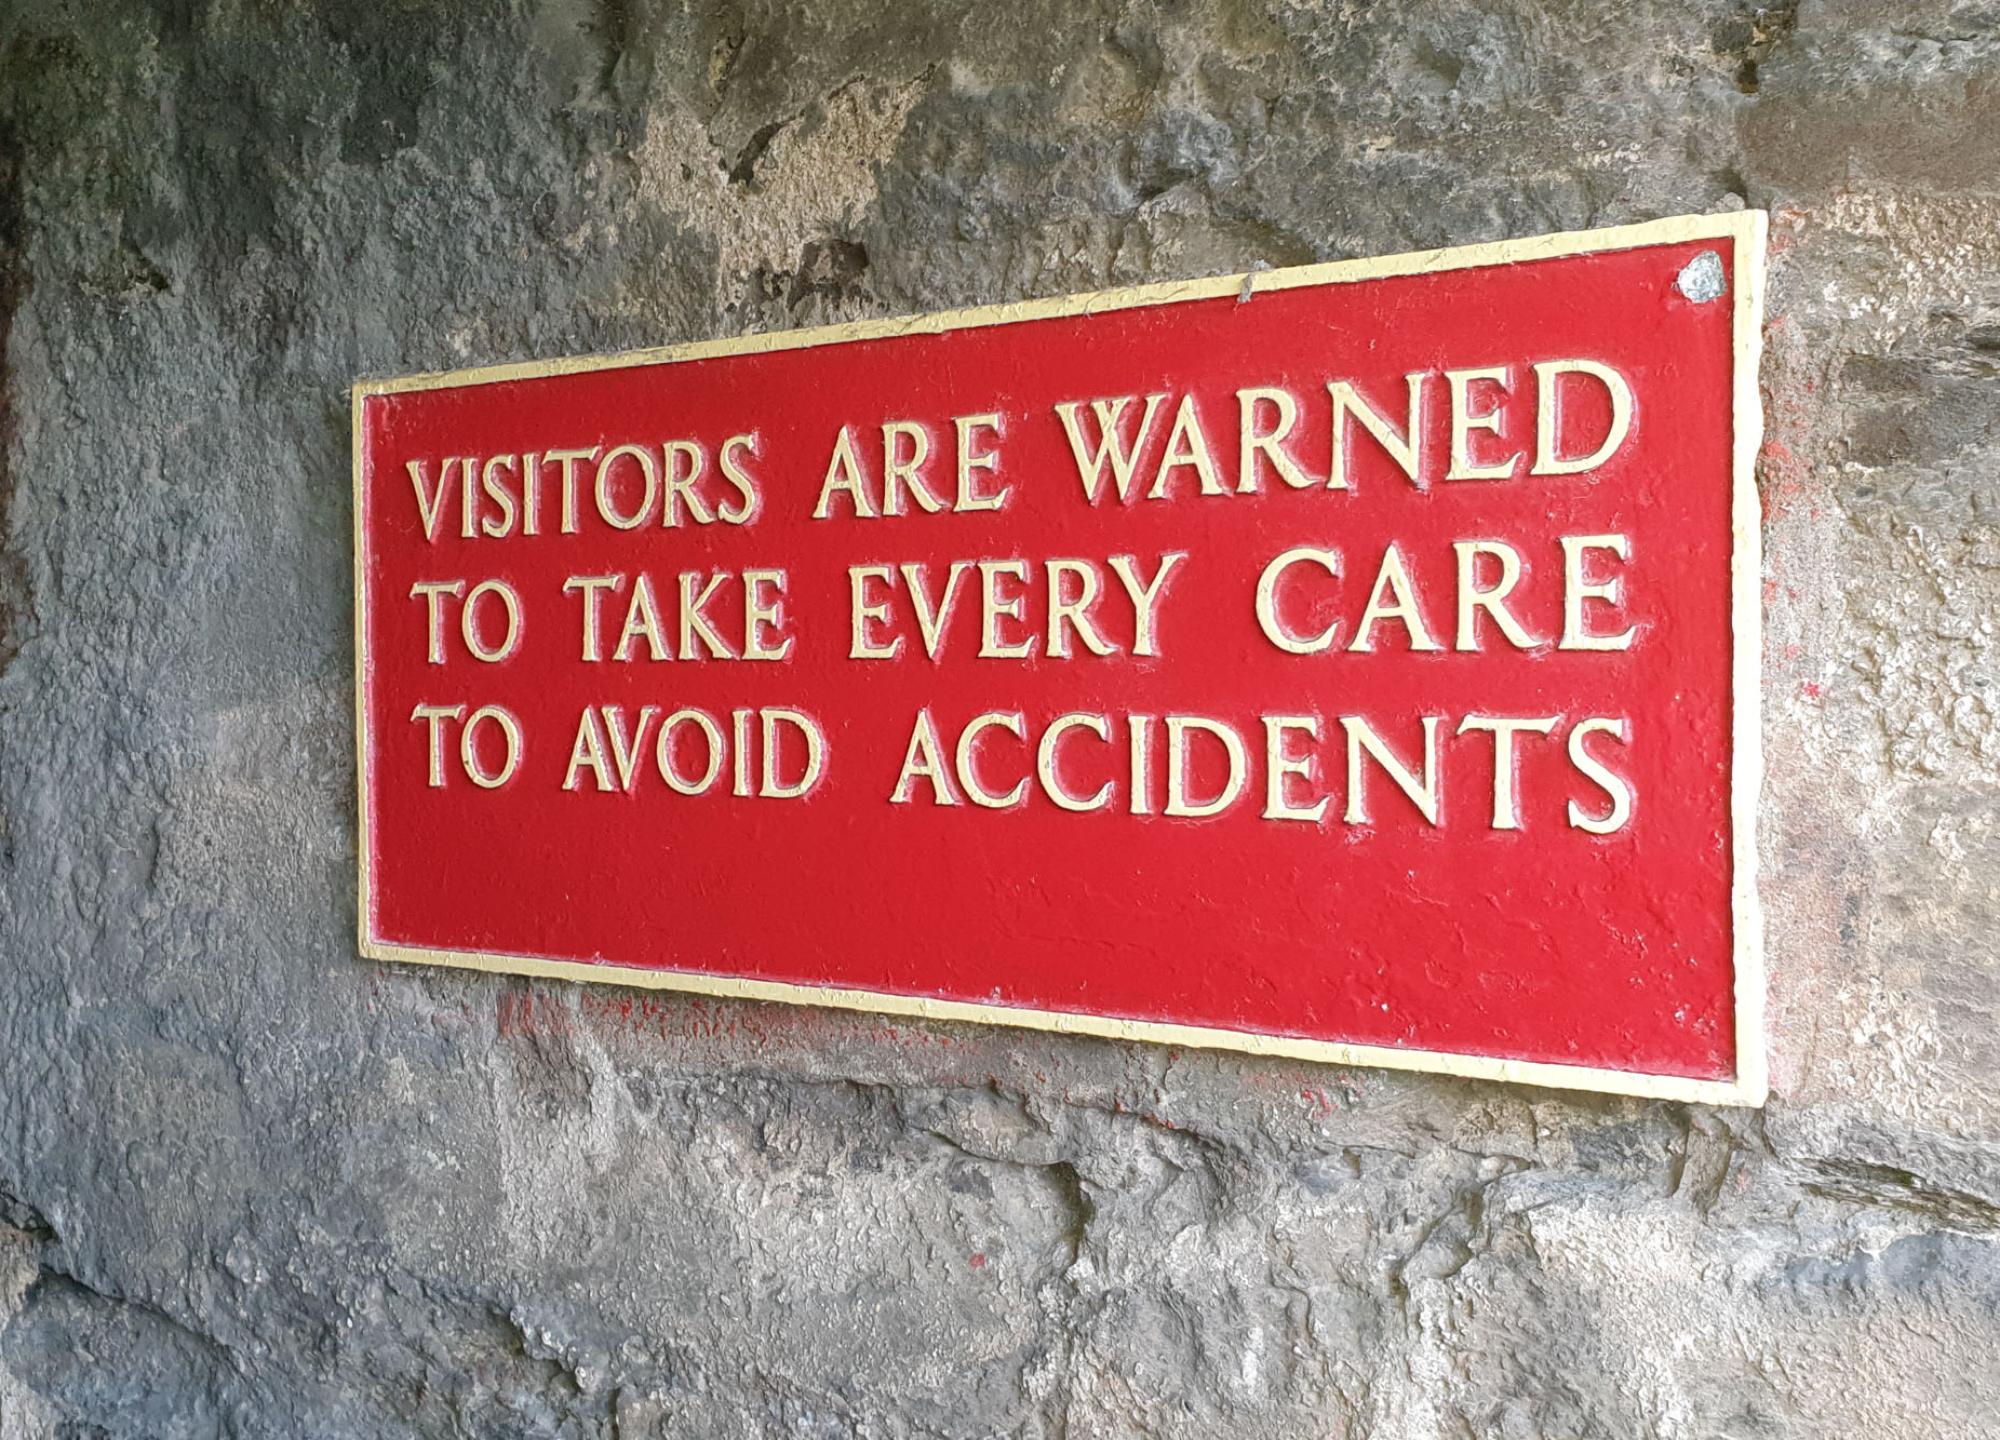 VISITORS ARE WARNED
TO TAKE EVERY CARE
TO AVOID ACCIDENTS